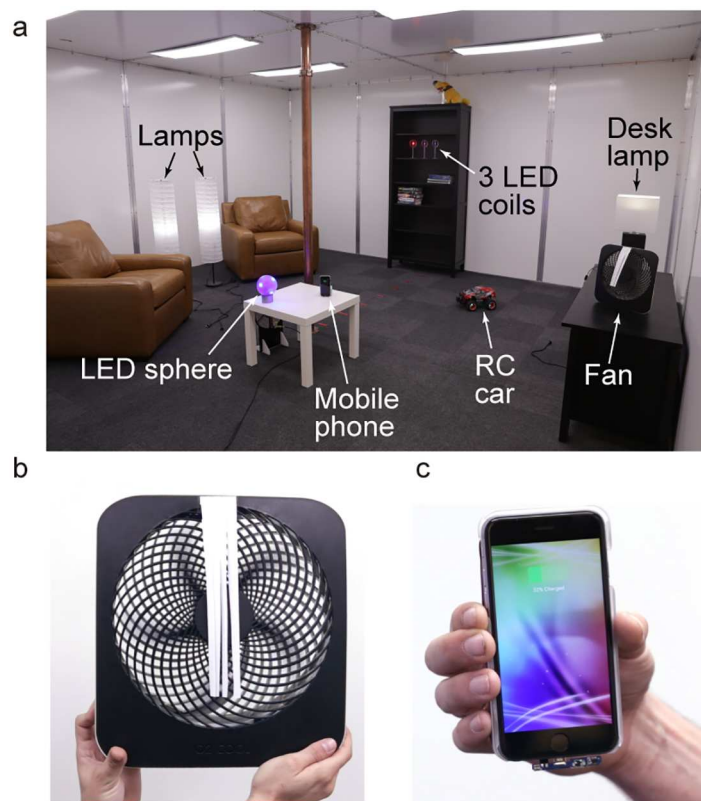 a
Lamps
Desk
lamp
3 LED
coils
LED sphere
Mobile
phone
RC
car
Fan
b
c